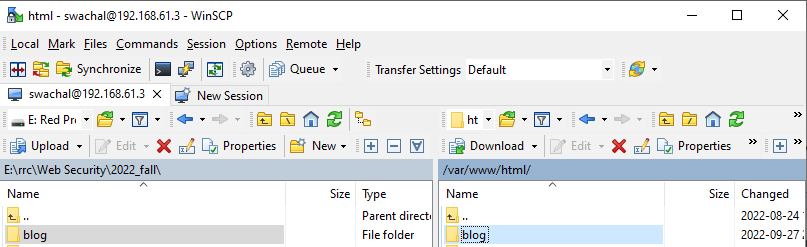 html - swachal@192.168.61.3 - WinSCP
Local Mark Files Commands Session Options Remote Help
Synchronize Queue Transfer Settings Default
swachal@192.168.61.3 New Session
E: Red Pr ht
Upload Edit Properties New Download Edit Properties
E:\rrc\Web Security\2022_fall\ /var/www/html/
Name Size Type Name Size Changed
.. Parent directo .. 2022-08-24
blog File folder blog 2022-09-27